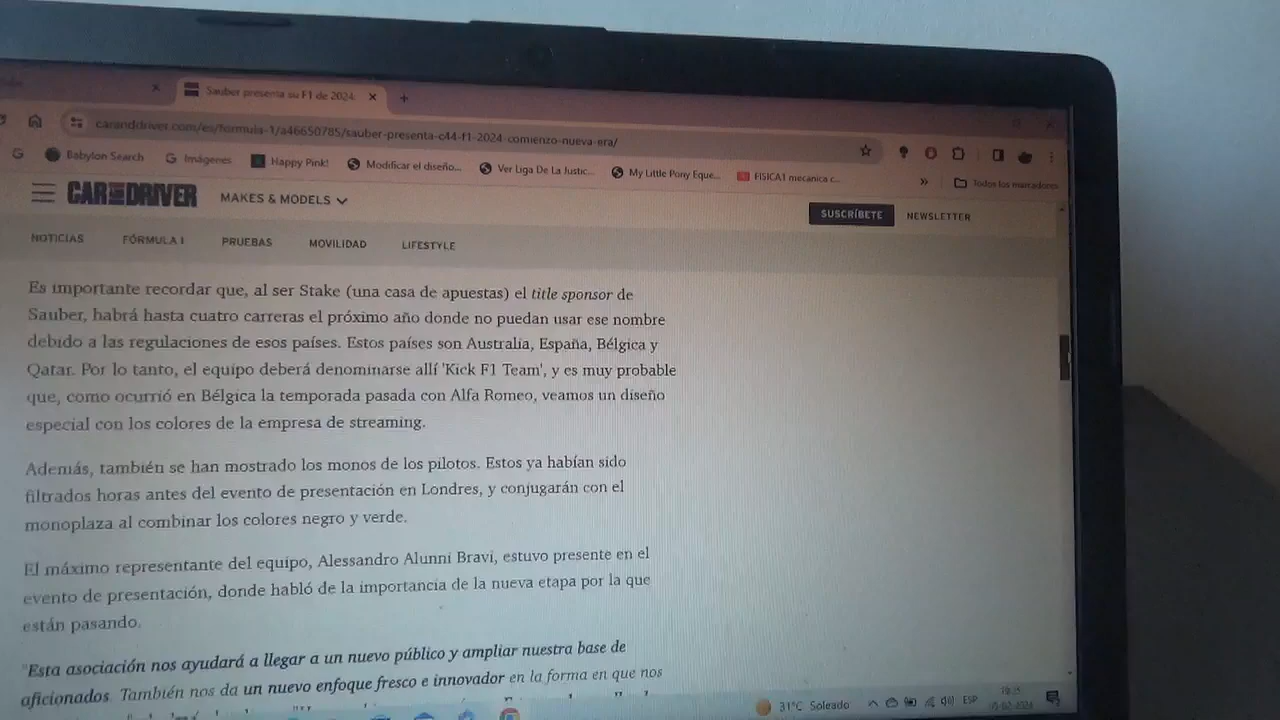 Sauber presenta su F1 de 2024
caranddriver.com/es/formula-1/a46650785/sauber-presenta-c44-f1-2024-comienzo-nueva-era/
Babylon Search
Imágenes
Happy Pink!
Modificar el diseño...
Ver Liga De La Justic...
My Little Pony Eque...
FISICA1 mecanica c...
Todos los marcadores
CAR AND DRIVER
MAKES & MODELS
SUSCRÍBETE
NEWSLETTER
NOTICIAS
FÓRMULA 1
PRUEBAS
MOVILIDAD
LIFESTYLE
Es importante recordar que, al ser Stake (una casa de apuestas) el title sponsor de
Sauber, habrá hasta cuatro carreras el próximo año donde no puedan usar ese nombre
debido a las regulaciones de esos países. Estos países son Australia, España, Bélgica y
Qatar. Por lo tanto, el equipo deberá denominarse allí 'Kick F1 Team', y es muy probable
que, como ocurrió en Bélgica la temporada pasada con Alfa Romeo, veamos un diseño
especial con los colores de la empresa de streaming.
Además, también se han mostrado los monos de los pilotos. Estos ya habían sido
filtrados horas antes del evento de presentación en Londres, y conjugarán con el
monoplaza al combinar los colores negro y verde.
El máximo representante del equipo, Alessandro Alunni Bravi, estuvo presente en el
evento de presentación, donde habló de la importancia de la nueva etapa por la que
están pasando.
"Esta asociación nos ayudará a llegar a un nuevo público y ampliar nuestra base de
aficionados. También nos da un nuevo enfoque fresco e innovador en la forma en que nos
31°C Soleado
ESP